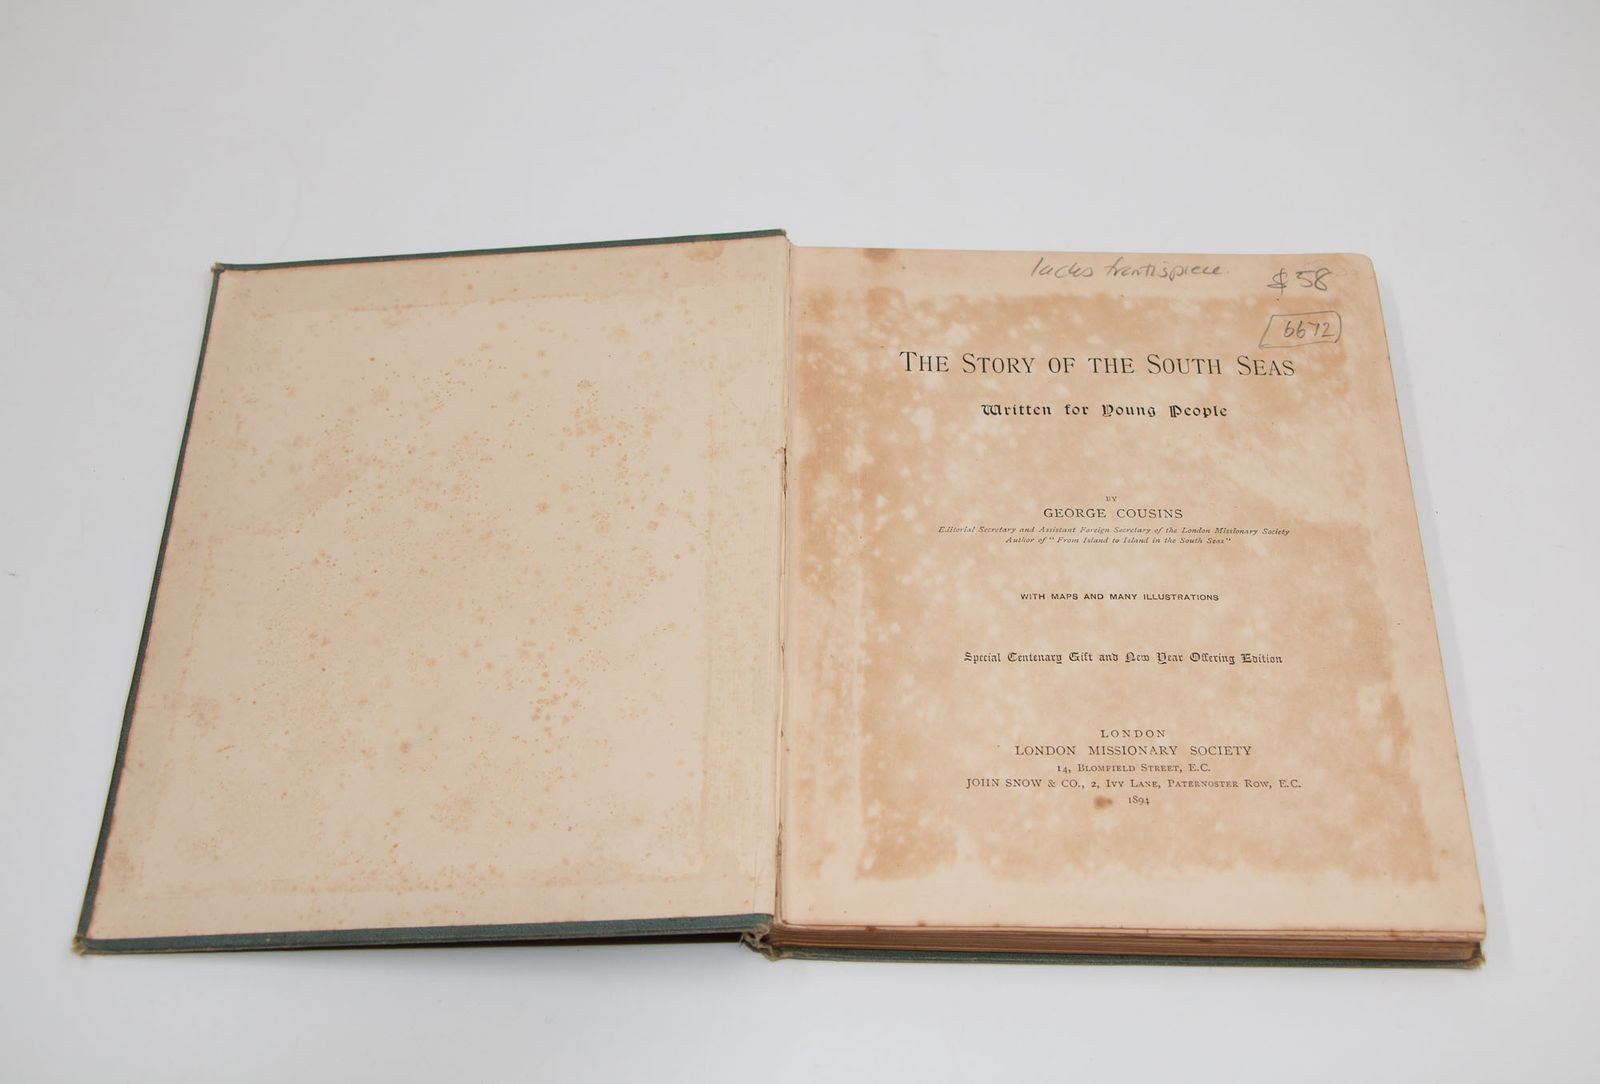 lacks frontispiece. $58
6672
THE STORY OF THE SOUTH SEAS
Written for Young People
BY
GEORGE COUSINS
Editorial Secretary and Assistant Foreign Secretary of the London Missionary Society
Author of "From Island to Island in the South Seas"
WITH MAPS AND MANY ILLUSTRATIONS
Special Centenary Gift and New Year Offering Edition
LONDON
LONDON MISSIONARY SOCIETY
14, BLOMFIELD STREET, E.C.
JOHN SNOW & CO., 2, IVY LANE, PATERNOSTER ROW, E.C.
1894